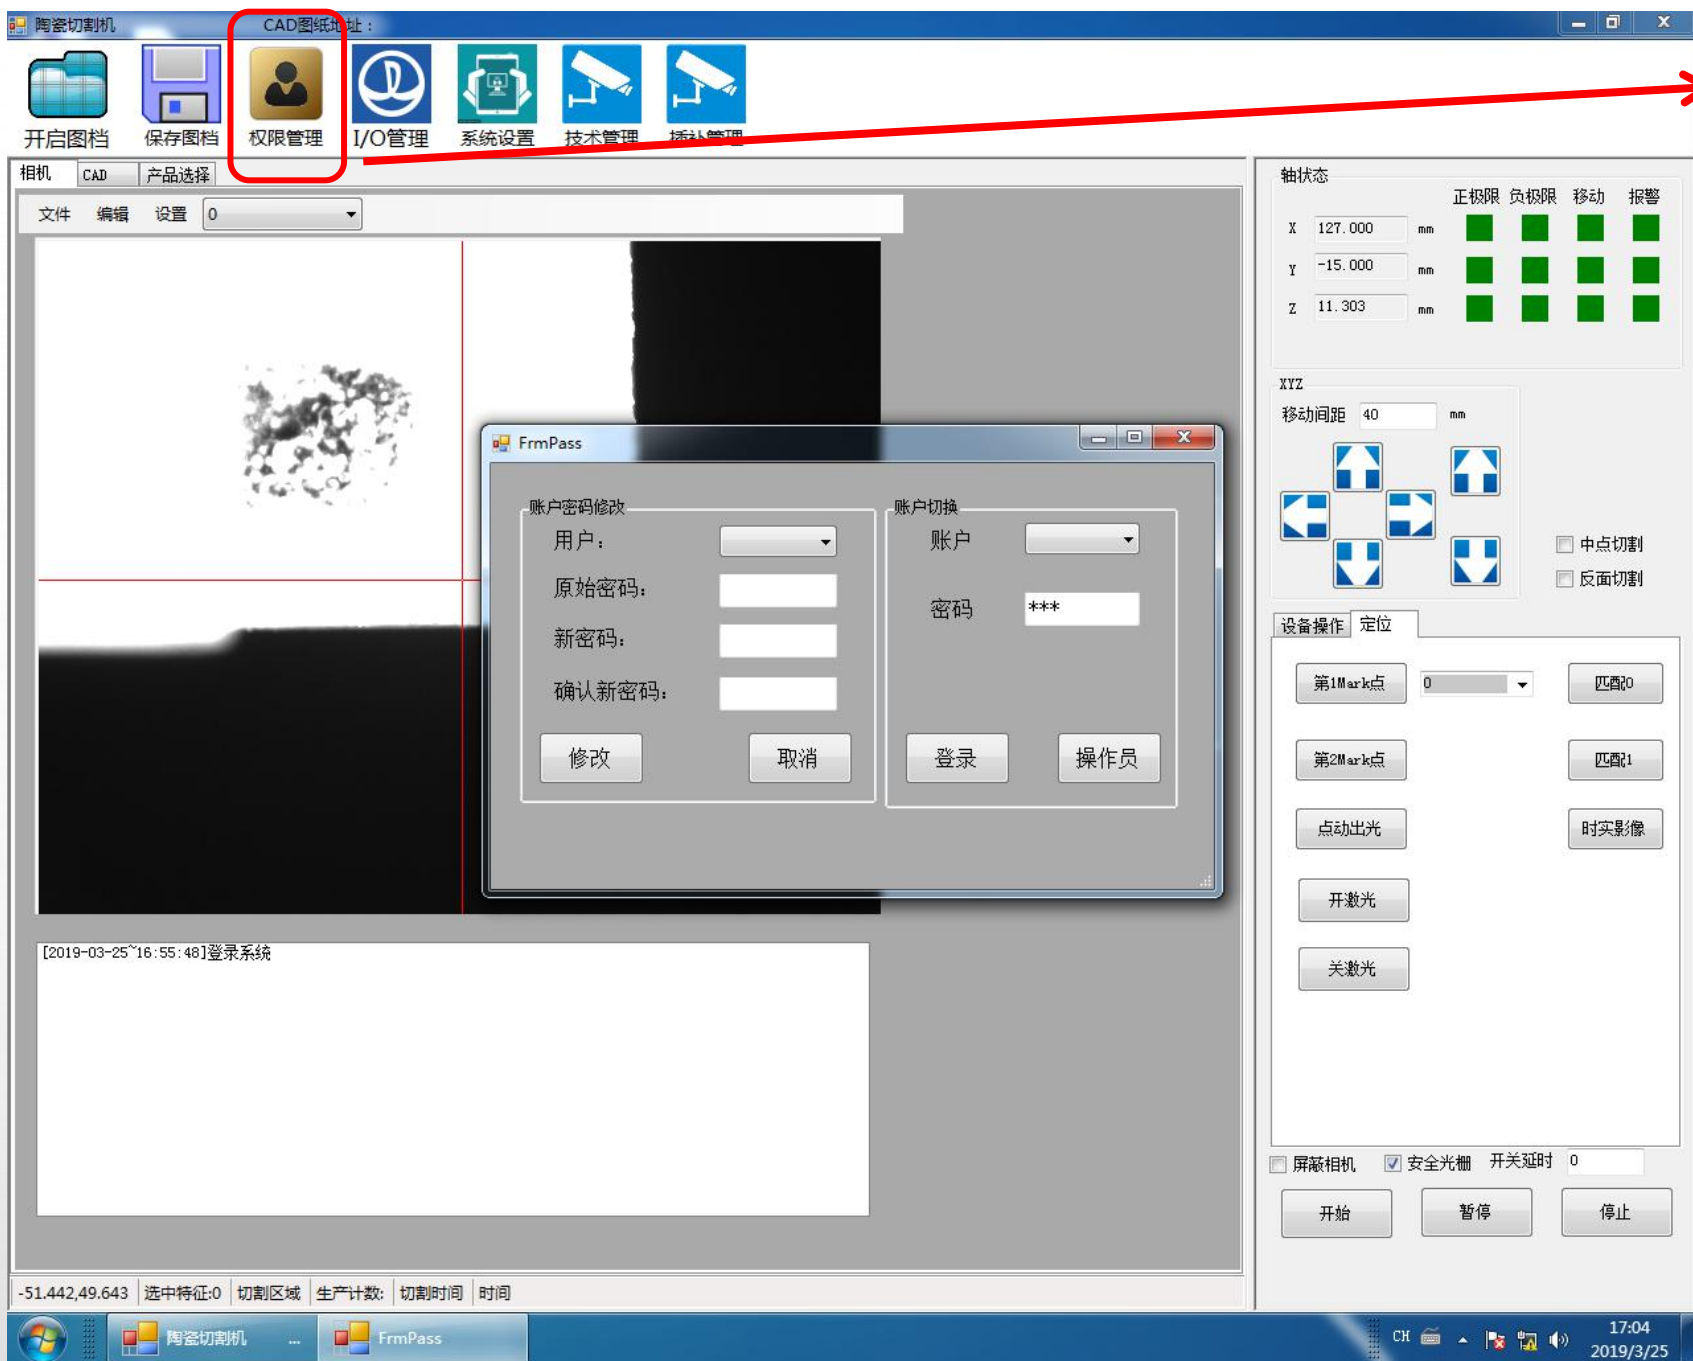 陶瓷切割机 CAD图纸地址：
开启图档 保存图档 权限管理 I/O管理 系统设置 技术管理 插补管理
相机 CAD 产品选择
文件 编辑 设置 0
轴状态
正极限 负极限 移动 报警
X 127.000 mm
Y -15.000 mm
Z 11.303 mm
XYZ
移动间距 40 mm
中点切割
反面切割
FrmPass
账户密码修改
用户：
原始密码：
新密码：
确认新密码：
修改 取消
账户切换
账户
密码 ***
登录 操作员
设备操作 定位
第1Mark点 0 匹配0
第2Mark点 匹配1
点动出光 时实影像
开激光
关激光
[2019-03-25~16:55:48]登录系统
屏蔽相机 安全光栅 开关延时 0
开始 暂停 停止
-51.442,49.643 选中特征:0 切割区域 生产计数: 切割时间 时间
陶瓷切割机 ... FrmPass
CH 17:04
2019/3/25